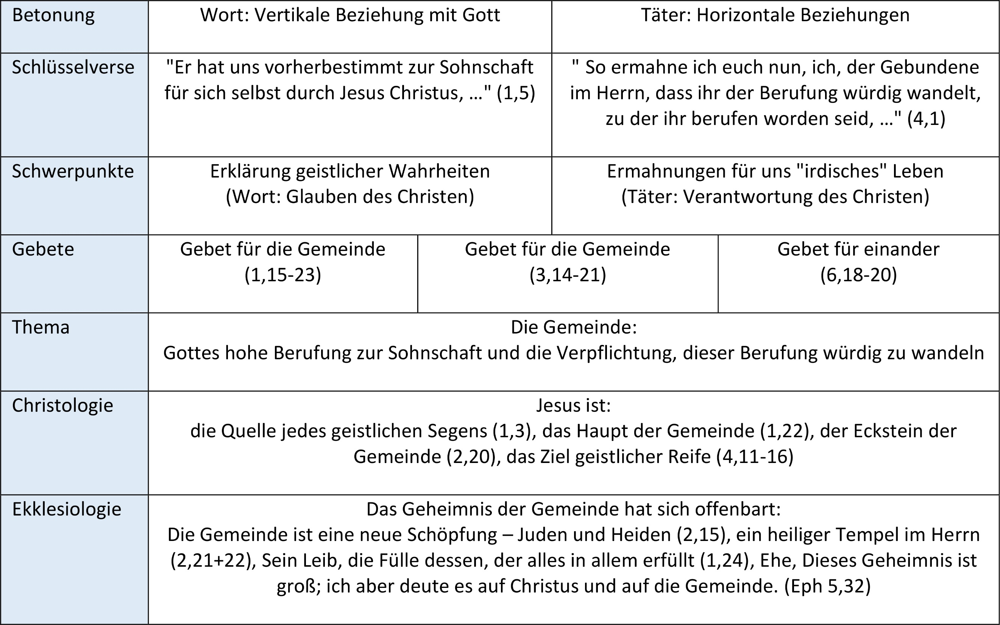 Betonung
Wort: Vertikale Beziehung mit Gott
Täter: Horizontale Beziehungen
Schlüsselverse
"Er hat uns vorherbestimmt zur Sohnschaft
für sich selbst durch Jesus Christus, ..." (1,5)
" So ermahne ich euch nun, ich, der Gebundene
im Herrn, dass ihr der Berufung würdig wandelt,
zu der ihr berufen worden seid, ..." (4,1)
Schwerpunkte
Erklärung geistlicher Wahrheiten
(Wort: Glauben des Christen)
Ermahnungen für uns "irdisches" Leben
(Täter: Verantwortung des Christen)
Gebete
Gebet für die Gemeinde
(1,15-23)
Gebet für die Gemeinde
(3,14-21)
Gebet für einander
(6,18-20)
Thema
Die Gemeinde:
Gottes hohe Berufung zur Sohnschaft und die Verpflichtung, dieser Berufung würdig zu wandeln
Christologie
Jesus ist:
die Quelle jedes geistlichen Segens (1,3), das Haupt der Gemeinde (1,22), der Eckstein der
Gemeinde (2,20), das Ziel geistlicher Reife (4,11-16)
Ekklesiologie
Das Geheimnis der Gemeinde hat sich offenbart:
Die Gemeinde ist eine neue Schöpfung – Juden und Heiden (2,15), ein heiliger Tempel im Herrn
(2,21+22), Sein Leib, die Fülle dessen, der alles in allem erfüllt (1,24), Ehe, Dieses Geheimnis ist
groß; ich aber deute es auf Christus und auf die Gemeinde. (Eph 5,32)